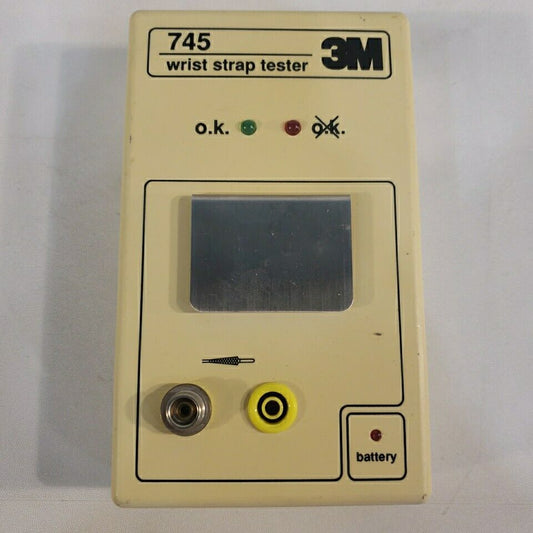 745
wrist strap tester
3M
o.k. o.k.
battery